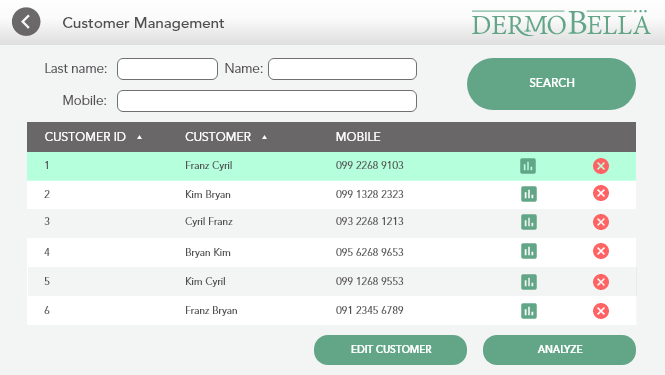 Customer Management
DERMOBELLA
Last name:
Name:
Mobile:
SEARCH
CUSTOMER ID CUSTOMER MOBILE
1 Franz Cyril 099 2268 9103
2 Kim Bryan 099 1328 2323
3 Cyril Franz 093 2268 1213
4 Bryan Kim 095 6268 9653
5 Kim Cyril 099 1268 9553
6 Franz Bryan 091 2345 6789
EDIT CUSTOMER
ANALYZE